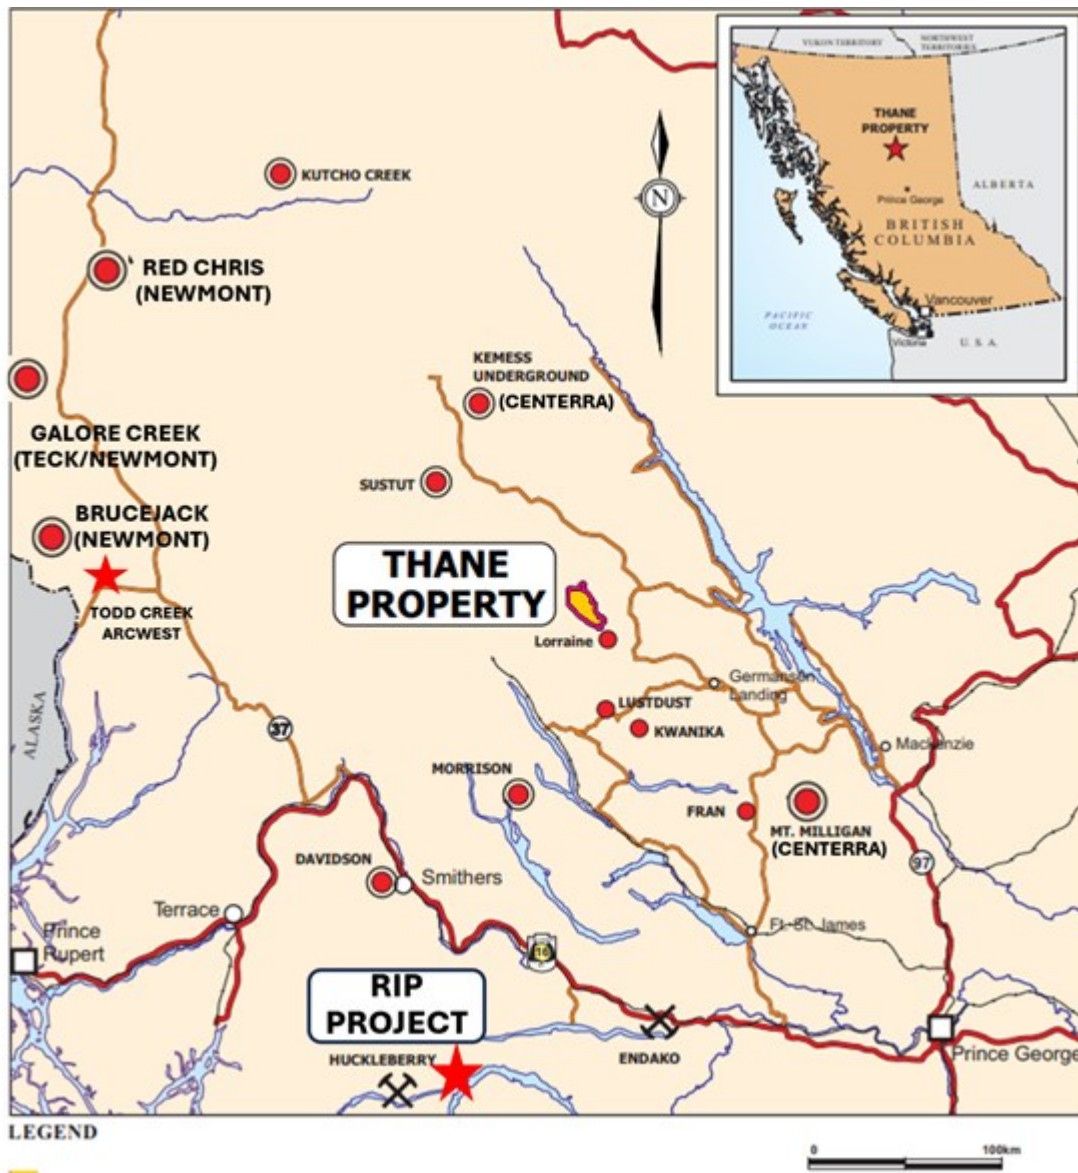 YUKON TERRITORY
NORTHWEST
TERRITORIES
THANE
PROPERTY
ALBERTA
Prince George
BRITISH
COLUMBIA
Vancouver
PACIFIC
OCEAN
Victoria
U. S. A.
KUTCHO CREEK
N
RED CHRIS
(NEWMONT)
KEMESS
UNDERGROUND
(CENTERRA)
GALORE CREEK
(TECK/NEWMONT)
SUSTUT
BRUCEJACK
(NEWMONT)
THANE
PROPERTY
TODD CREEK
ARCWEST
Lorraine
Germansen
Landing
LUSTDUST
KWANIKA
ALASKA
37
Mackenzie
MORRISON
FRAN
MT. MILLIGAN
(CENTERRA)
97
DAVIDSON
Smithers
Terrace
Ft. St. James
Prince
Rupert
16
RIP
PROJECT
HUCKLEBERRY
ENDAKO
Prince George
LEGEND
0 100km